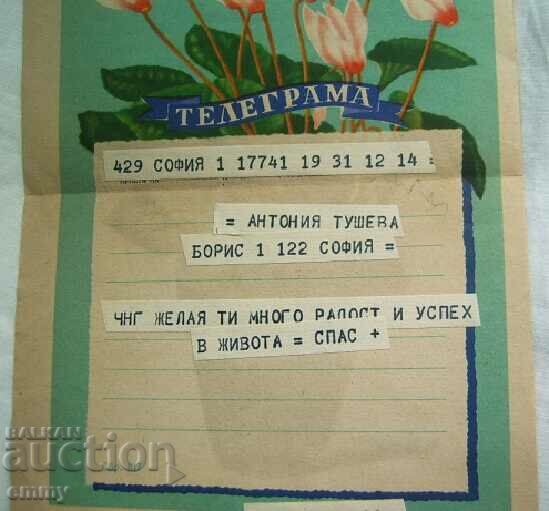 ТЕЛЕГРАМА
429 СОФИЯ 1 17741 19 31 12 14 =
= АНТОНИЯ ТУШЕВА
БОРИС 1 122 СОФИЯ =
ЧНГ ЖЕЛАЯ ТИ МНОГО РАДОСТ И УСПЕХ
В ЖИВОТА = СПАС +
БАЛКАН
auction
emmy